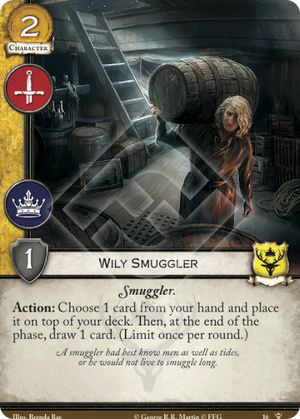 2
CHARACTER
1
WILY SMUGGLER
Smuggler.
Action: Choose 1 card from your hand and place
it on top of your deck. Then, at the end of the
phase, draw 1 card. (Limit once per round.)
A smuggler had best know men as well as tides,
or he would not live to smuggle long.
Illus. Brenda Bae © George R.R. Martin © FFG 16